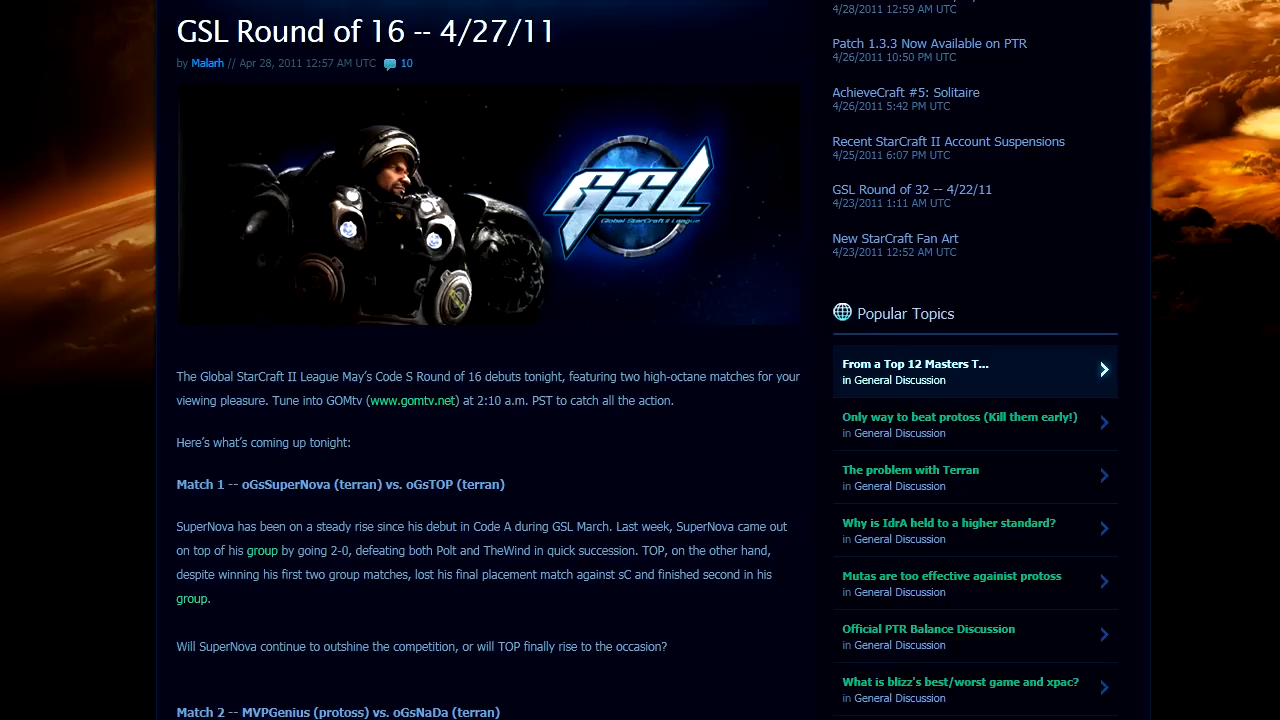 GSL Round of 16 -- 4/27/11
by Malarh // Apr 28, 2011 12:57 AM UTC 10
GSL
Global StarCraft II League
The Global StarCraft II League May's Code S Round of 16 debuts tonight, featuring two high-octane matches for your
viewing pleasure. Tune into GOMtv (www.gomtv.net) at 2:10 a.m. PST to catch all the action.
Here's what's coming up tonight:
Match 1 -- oGsSuperNova (terran) vs. oGsTOP (terran)
SuperNova has been on a steady rise since his debut in Code A during GSL March. Last week, SuperNova came out
on top of his group by going 2-0, defeating both Polt and TheWind in quick succession. TOP, on the other hand,
despite winning his first two group matches, lost his final placement match against sC and finished second in his
group.
Will SuperNova continue to outshine the competition, or will TOP finally rise to the occasion?
Match 2 -- MVPGenius (protoss) vs. oGsNaDa (terran)
4/28/2011 12:59 AM UTC
Patch 1.3.3 Now Available on PTR
4/26/2011 10:50 PM UTC
AchieveCraft #5: Solitaire
4/26/2011 5:42 PM UTC
Recent StarCraft II Account Suspensions
4/25/2011 6:07 PM UTC
GSL Round of 32 -- 4/22/11
4/23/2011 1:11 AM UTC
New StarCraft Fan Art
4/23/2011 12:52 AM UTC
Popular Topics
From a Top 12 Masters T...
in General Discussion
Only way to beat protoss (Kill them early!)
in General Discussion
The problem with Terran
in General Discussion
Why is IdrA held to a higher standard?
in General Discussion
Mutas are too effective againist protoss
in General Discussion
Official PTR Balance Discussion
in General Discussion
What is blizz's best/worst game and xpac?
in General Discussion